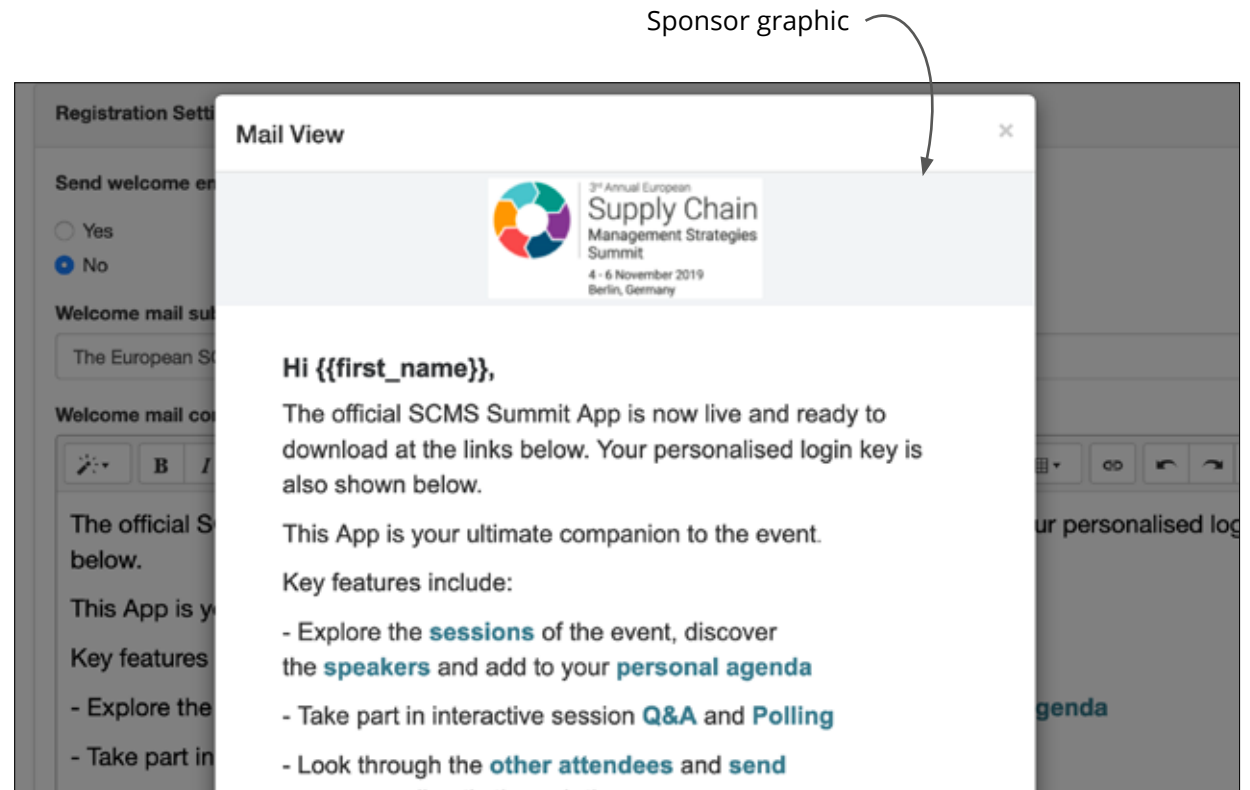 Sponsor graphic
Registration Setti
Mail View
×
Send welcome en
Yes
No
Welcome mail sub
The European SC
Welcome mail con
B I
The official S
below.
This App is y
Key features
- Explore the
- Take part in
3rd Annual European
Supply Chain
Management Strategies
Summit
4 - 6 November 2019
Berlin, Germany
Hi {{first_name}},
The official SCMS Summit App is now live and ready to
download at the links below. Your personalised login key is
also shown below.
This App is your ultimate companion to the event.
Key features include:
- Explore the sessions of the event, discover
the speakers and add to your personal agenda
- Take part in interactive session Q&A and Polling
- Look through the other attendees and send
ur personalised log
genda